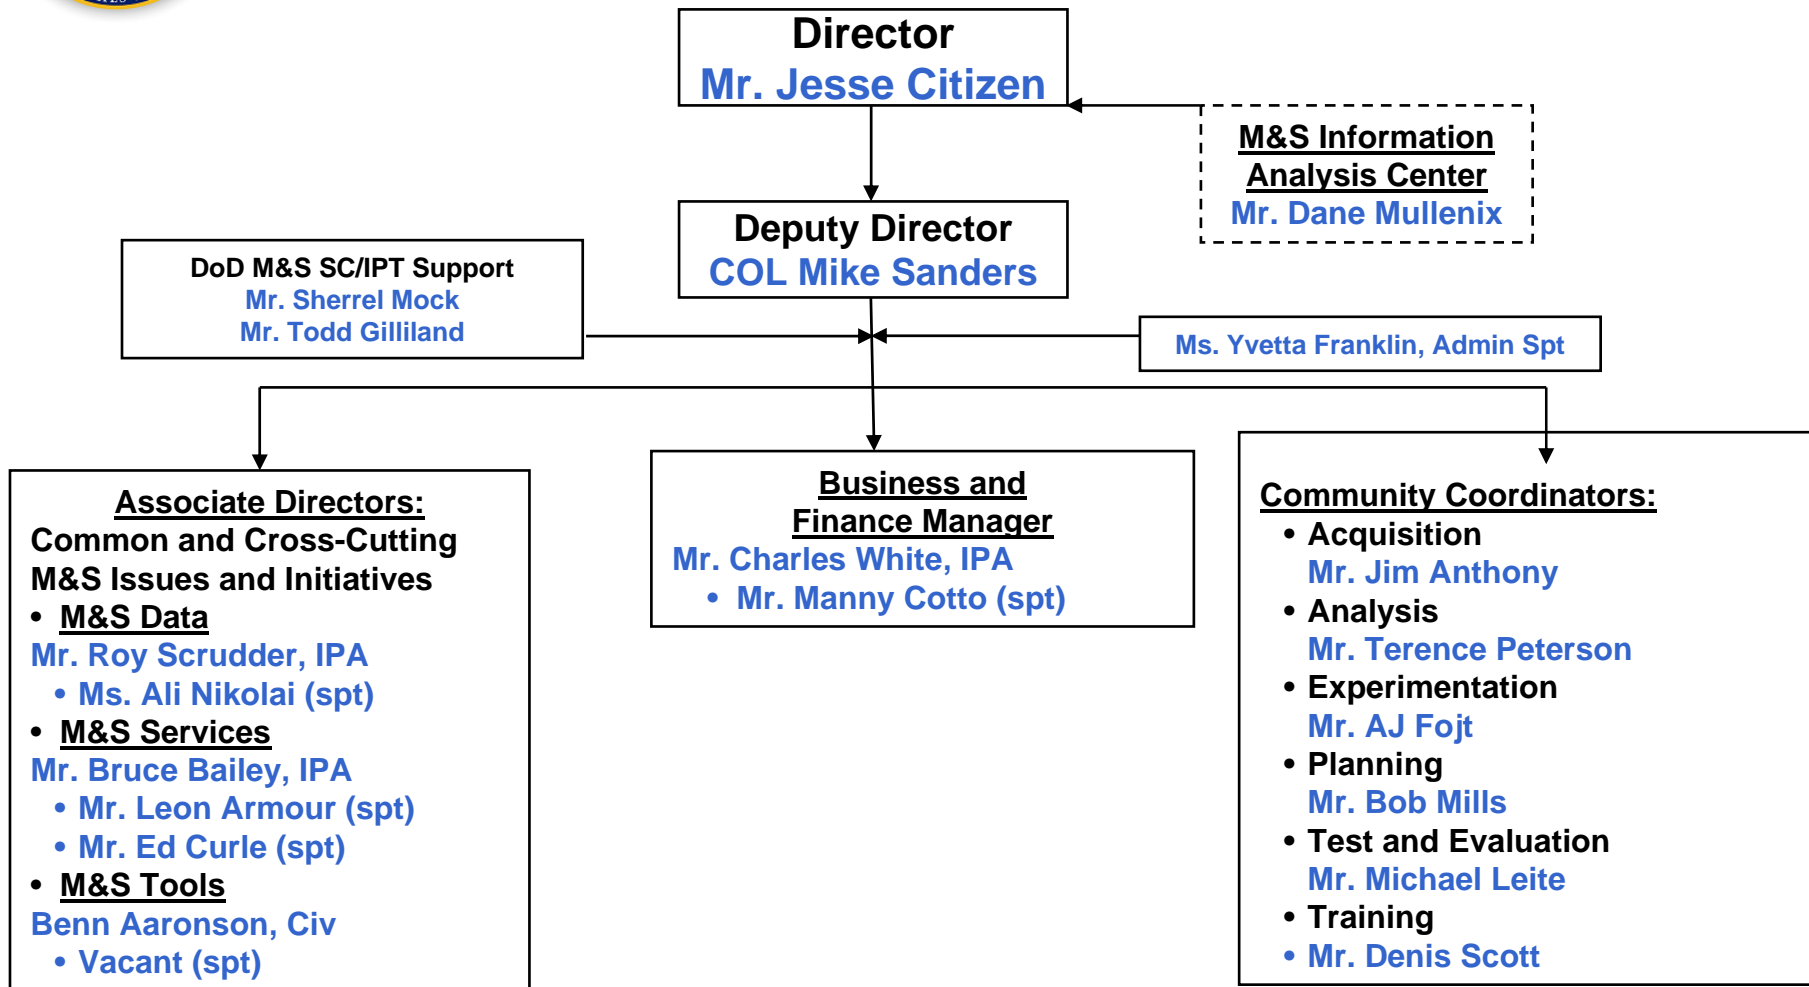 Director
Mr. Jesse Citizen
M&S Information
Analysis Center
Mr. Dane Mullenix
Deputy Director
COL Mike Sanders
DoD M&S SC/IPT Support
Mr. Sherrel Mock
Mr. Todd Gilliland
Ms. Yvetta Franklin, Admin Spt
Associate Directors:
Common and Cross-Cutting
M&S Issues and Initiatives
• M&S Data
Mr. Roy Scrudder, IPA
• Ms. Ali Nikolai (spt)
• M&S Services
Mr. Bruce Bailey, IPA
• Mr. Leon Armour (spt)
• Mr. Ed Curle (spt)
• M&S Tools
Benn Aaronson, Civ
• Vacant (spt)
Business and
Finance Manager
Mr. Charles White, IPA
• Mr. Manny Cotto (spt)
Community Coordinators:
• Acquisition
Mr. Jim Anthony
• Analysis
Mr. Terence Peterson
• Experimentation
Mr. AJ Fojt
• Planning
Mr. Bob Mills
• Test and Evaluation
Mr. Michael Leite
• Training
• Mr. Denis Scott